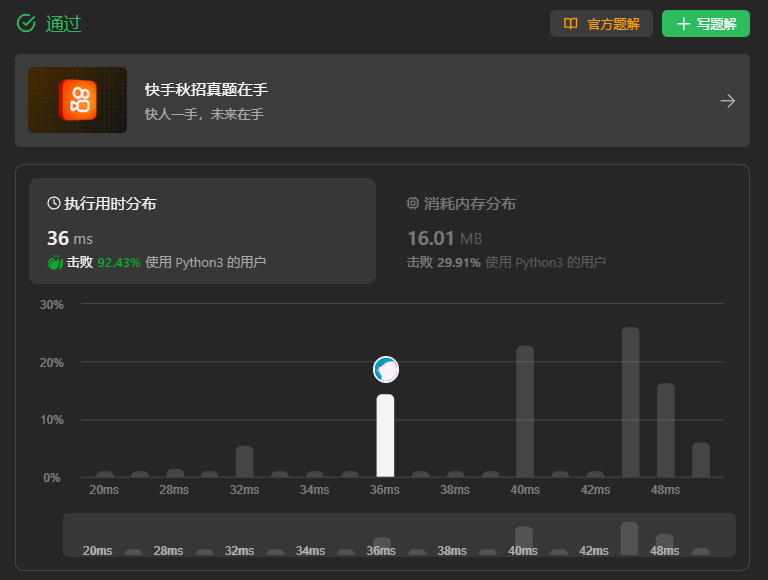 通过
官方题解
写题解
快手秋招真题在手
快人一手，未来在手
执行用时分布
36 ms
击败 92.43% 使用 Python3 的用户
消耗内存分布
16.01 MB
击败 29.91% 使用 Python3 的用户
30%
20%
10%
0%
20ms 28ms 32ms 34ms 36ms 38ms 40ms 42ms 48ms
20ms 28ms 32ms 34ms 36ms 38ms 40ms 42ms 48ms